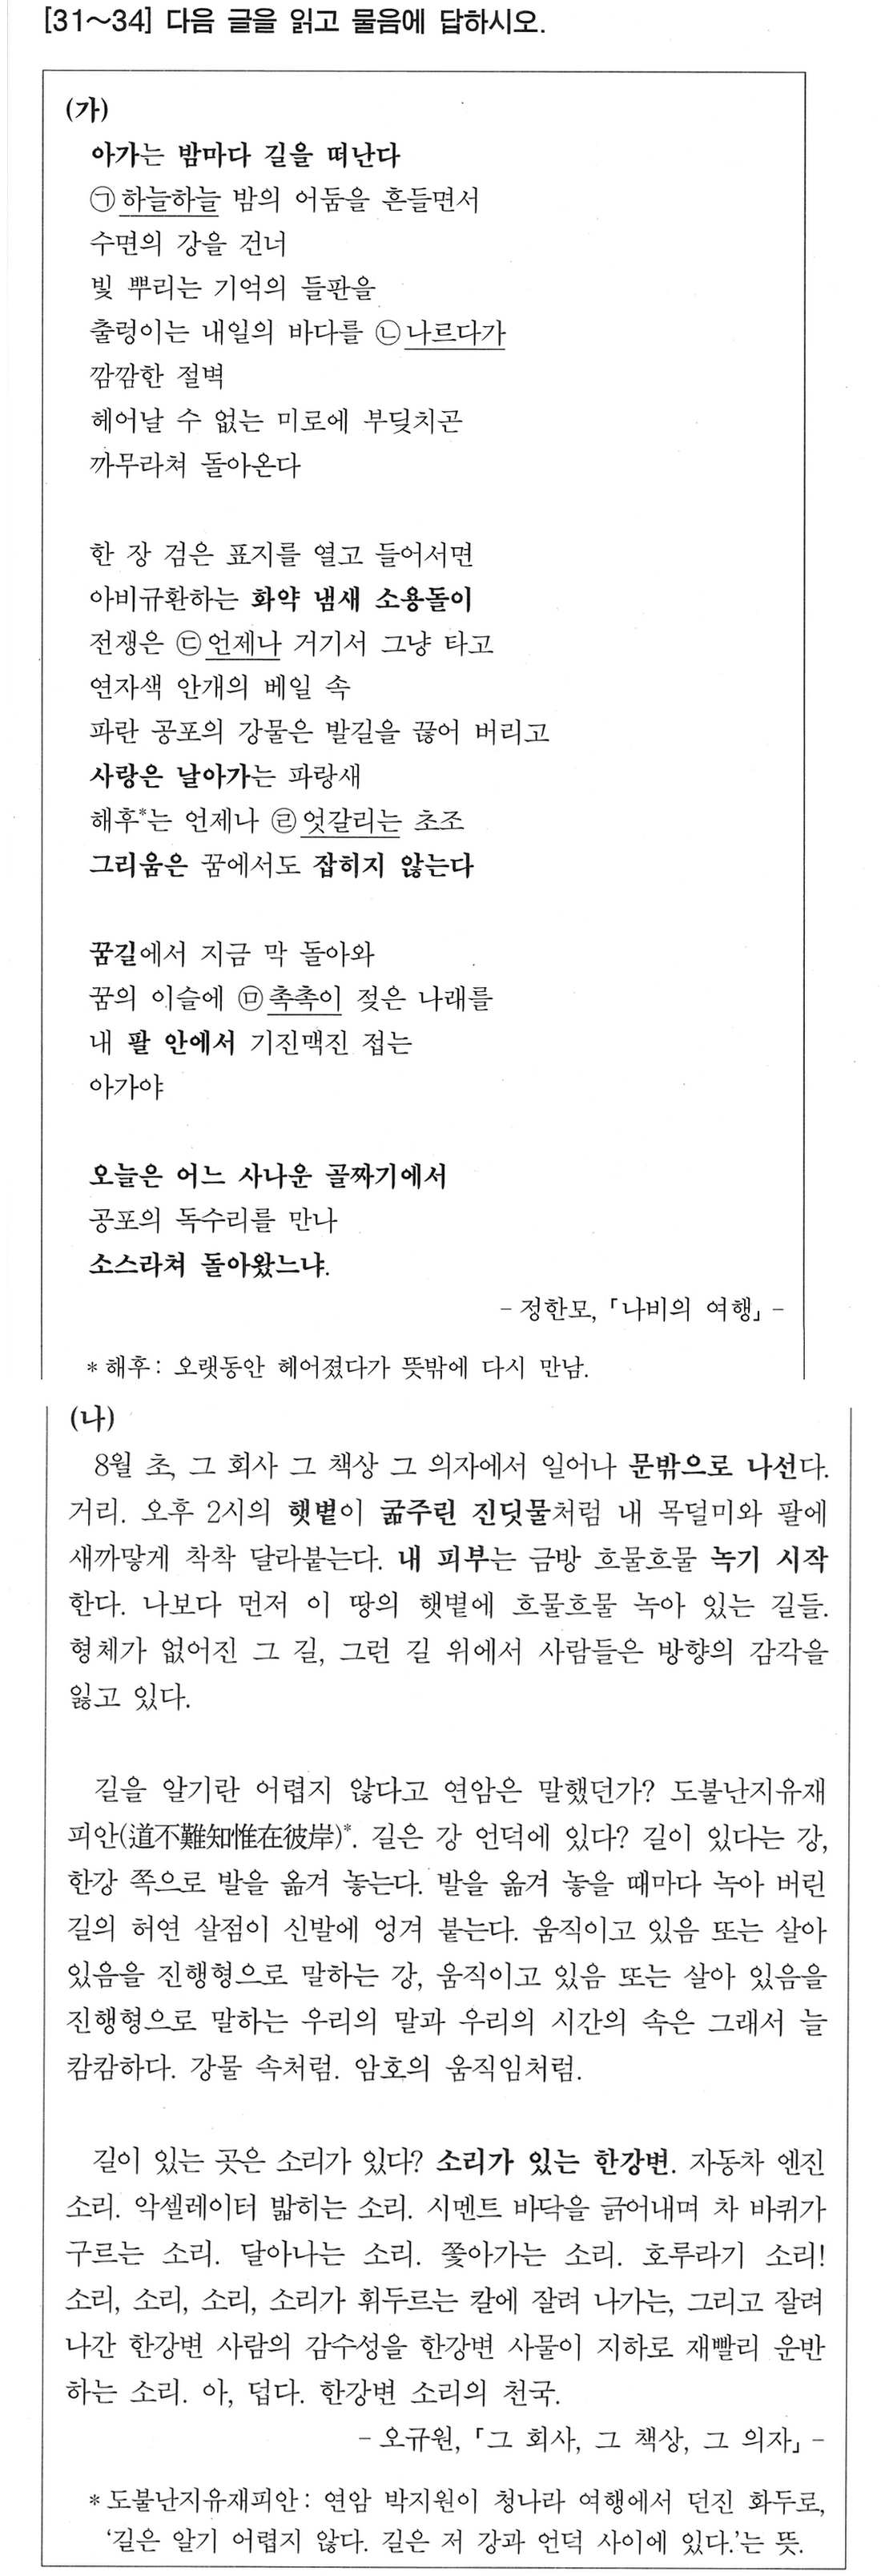 [31～34] 다음 글을 읽고 물음에 답하시오.
(가)
아가는 밤마다 길을 떠난다
㉠하늘하늘 밤의 어둠을 흔들면서
수면의 강을 건너
빛 뿌리는 기억의 들판을
출렁이는 내일의 바다를 ㉡나르다가
깜깜한 절벽
헤어날 수 없는 미로에 부딪치곤
까무라쳐 돌아온다
한 장 검은 표지를 열고 들어서면
아비규환하는 화약 냄새 소용돌이
전쟁은 ㉢언제나 거기서 그냥 타고
연자색 안개의 베일 속
파란 공포의 강물은 발길을 끊어 버리고
사랑은 날아가는 파랑새
해후*는 언제나 ㉣엇갈리는 초조
그리움은 꿈에서도 잡히지 않는다
꿈길에서 지금 막 돌아와
꿈의 이슬에 ㉤촉촉이 젖은 나래를
내 팔 안에서 기진맥진 접는
아가야
오늘은 어느 사나운 골짜기에서
공포의 독수리를 만나
소스라쳐 돌아왔느냐.
- 정한모, 「나비의 여행」 -
* 해후: 오랫동안 헤어졌다가 뜻밖에 다시 만남.
(나)
8월 초, 그 회사 그 책상 그 의자에서 일어나 문밖으로 나선다.
거리. 오후 2시의 햇볕이 굶주린 진딧물처럼 내 목덜미와 팔에
새까맣게 착착 달라붙는다. 내 피부는 금방 흐물흐물 녹기 시작
한다. 나보다 먼저 이 땅의 햇볕에 흐물흐물 녹아 있는 길들.
형체가 없어진 그 길, 그런 길 위에서 사람들은 방향의 감각을
잃고 있다.
길을 알기란 어렵지 않다고 연암은 말했던가? 도불난지유재
피안(道不難知惟在彼岸)*. 길은 강 언덕에 있다? 길이 있다는 강,
한강 쪽으로 발을 옮겨 놓는다. 발을 옮겨 놓을 때마다 녹아 버린
길의 허연 살점이 신발에 엉겨 붙는다. 움직이고 있음 또는 살아
있음을 진행형으로 말하는 강, 움직이고 있음 또는 살아 있음을
진행형으로 말하는 우리의 말과 우리의 시간의 속은 그래서 늘
캄캄하다. 강물 속처럼. 암호의 움직임처럼.
길이 있는 곳은 소리가 있다? 소리가 있는 한강변. 자동차 엔진
소리. 악셀레이터 밟히는 소리. 시멘트 바닥을 긁어내며 차 바퀴가
구르는 소리. 달아나는 소리. 쫓아가는 소리. 호루라기 소리!
소리, 소리, 소리, 소리가 휘두르는 칼에 잘려 나가는, 그리고 잘려
나간 한강변 사람의 감수성을 한강변 사물이 지하로 재빨리 운반
하는 소리. 아, 덥다. 한강변 소리의 천국.
- 오규원, 「그 회사, 그 책상, 그 의자」 -
* 도불난지유재피안: 연암 박지원이 청나라 여행에서 던진 화두로,
‘길은 알기 어렵지 않다. 길은 저 강과 언덕 사이에 있다.’는 뜻.